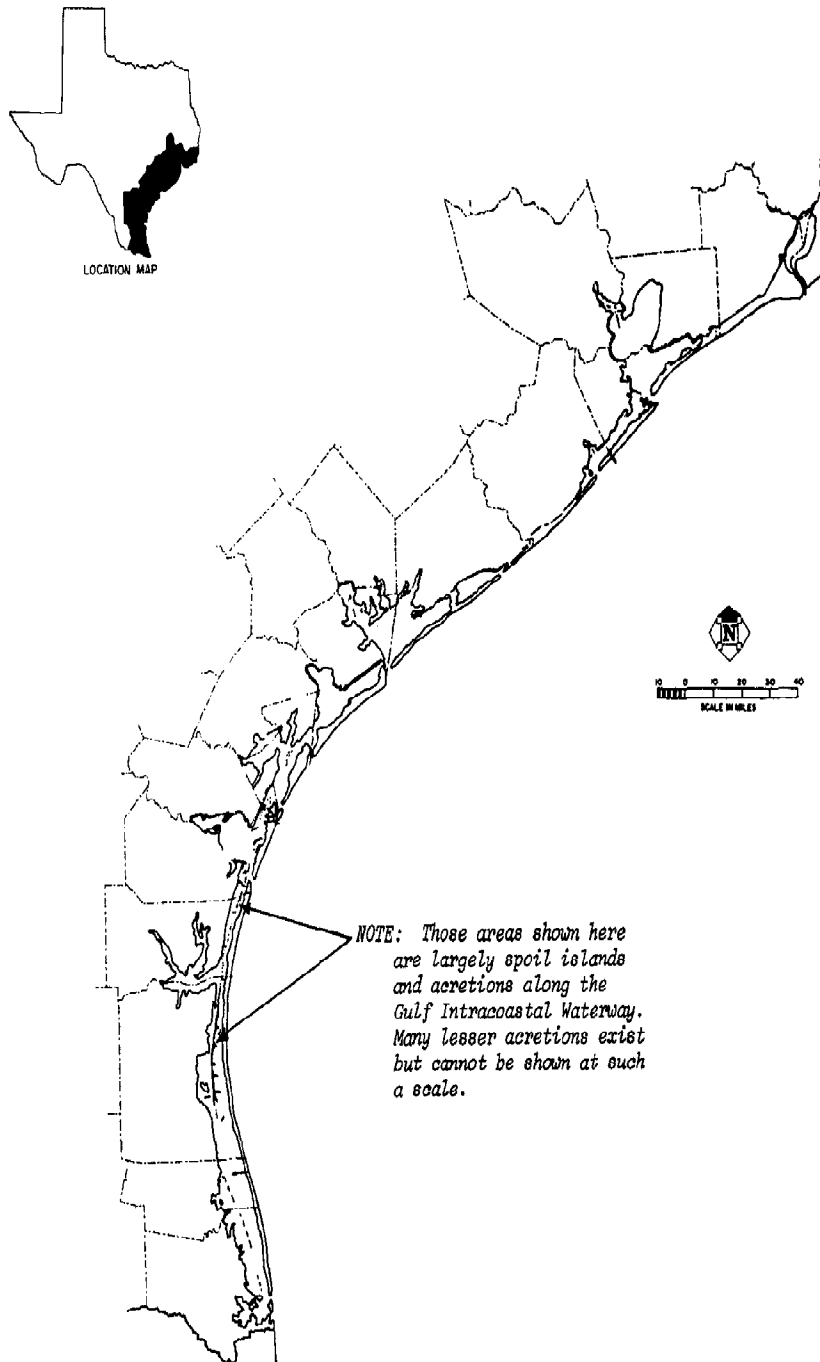 LOCATION MAP
N
10 0 10 20 30 40
SCALE IN MILES
NOTE: Those areas shown here
are largely spoil islands
and acretions along the
Gulf Intracoastal Waterway.
Many lesser acretions exist
but cannot be shown at such
a scale.